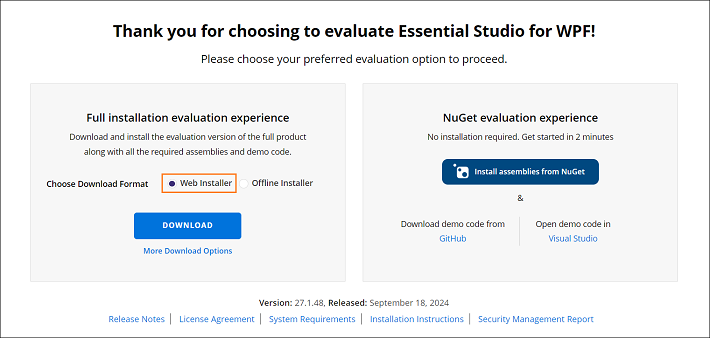 Thank you for choosing to evaluate Essential Studio for WPF!
Please choose your preferred evaluation option to proceed.
Full installation evaluation experience
Download and install the evaluation version of the full product
along with all the required assemblies and demo code.
Choose Download Format Web Installer Offline Installer
DOWNLOAD
More Download Options
NuGet evaluation experience
No installation required. Get started in 2 minutes
Install assemblies from NuGet
&
Download demo code from
GitHub
Open demo code in
Visual Studio
Version: 27.1.48, Released: September 18, 2024
Release Notes | License Agreement | System Requirements | Installation Instructions | Security Management Report